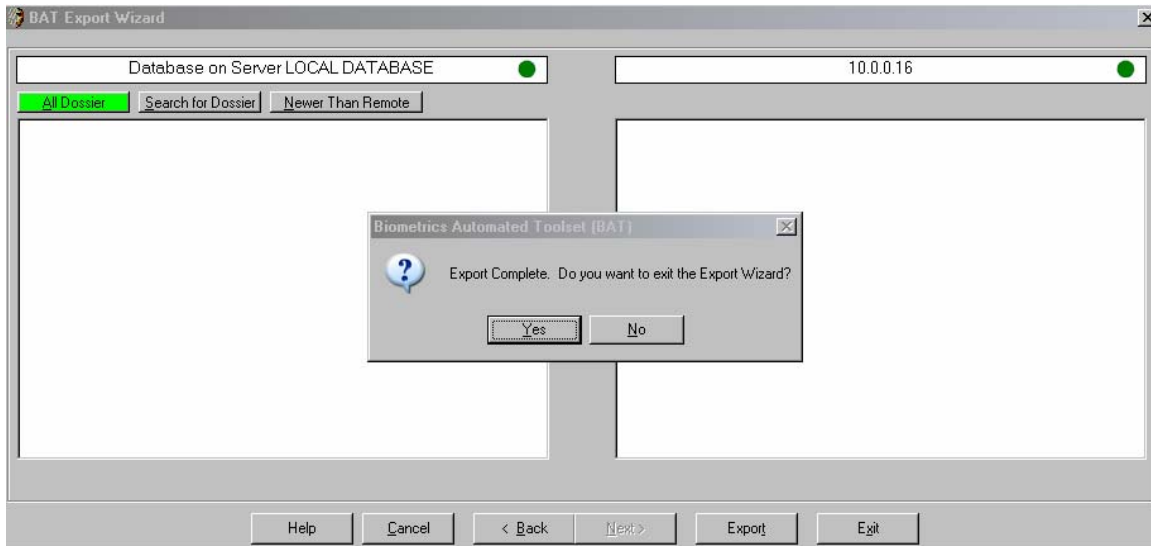 BAT Export Wizard
Database on Server LOCAL DATABASE
10.0.0.16
All Dossier
Search for Dossier
Newer Than Remote
Biometrics Automated Toolset (BAT)
Export Complete. Do you want to exit the Export Wizard?
Yes
No
Help
Cancel
< Back
Next >
Export
Exit